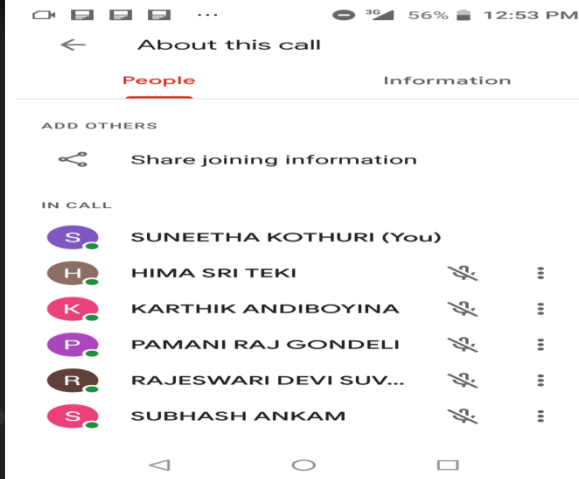 ... 3G 56% 12:53 PM
About this call
People Information
ADD OTHERS
Share joining information
IN CALL
S SUNEETHA KOTHURI (You)
H HIMA SRI TEKI
K KARTHIK ANDIBOYINA
P PAMANI RAJ GONDELI
R RAJESWARI DEVI SUV...
S SUBHASH ANKAM